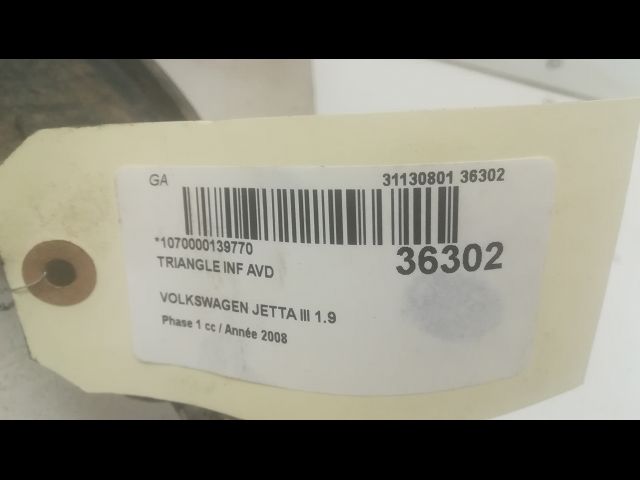 GA 31130801 36302
*1070000139770 36302
TRIANGLE INF AVD
VOLKSWAGEN JETTA III 1.9
Phase 1 cc / Année 2008